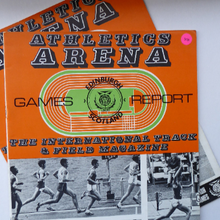 ATHLETICS
ARENA
EDINBURGH
GAMES REPORT
SCOTLAND
THE INTERNATIONAL TRACK
& FIELD MAGAZINE